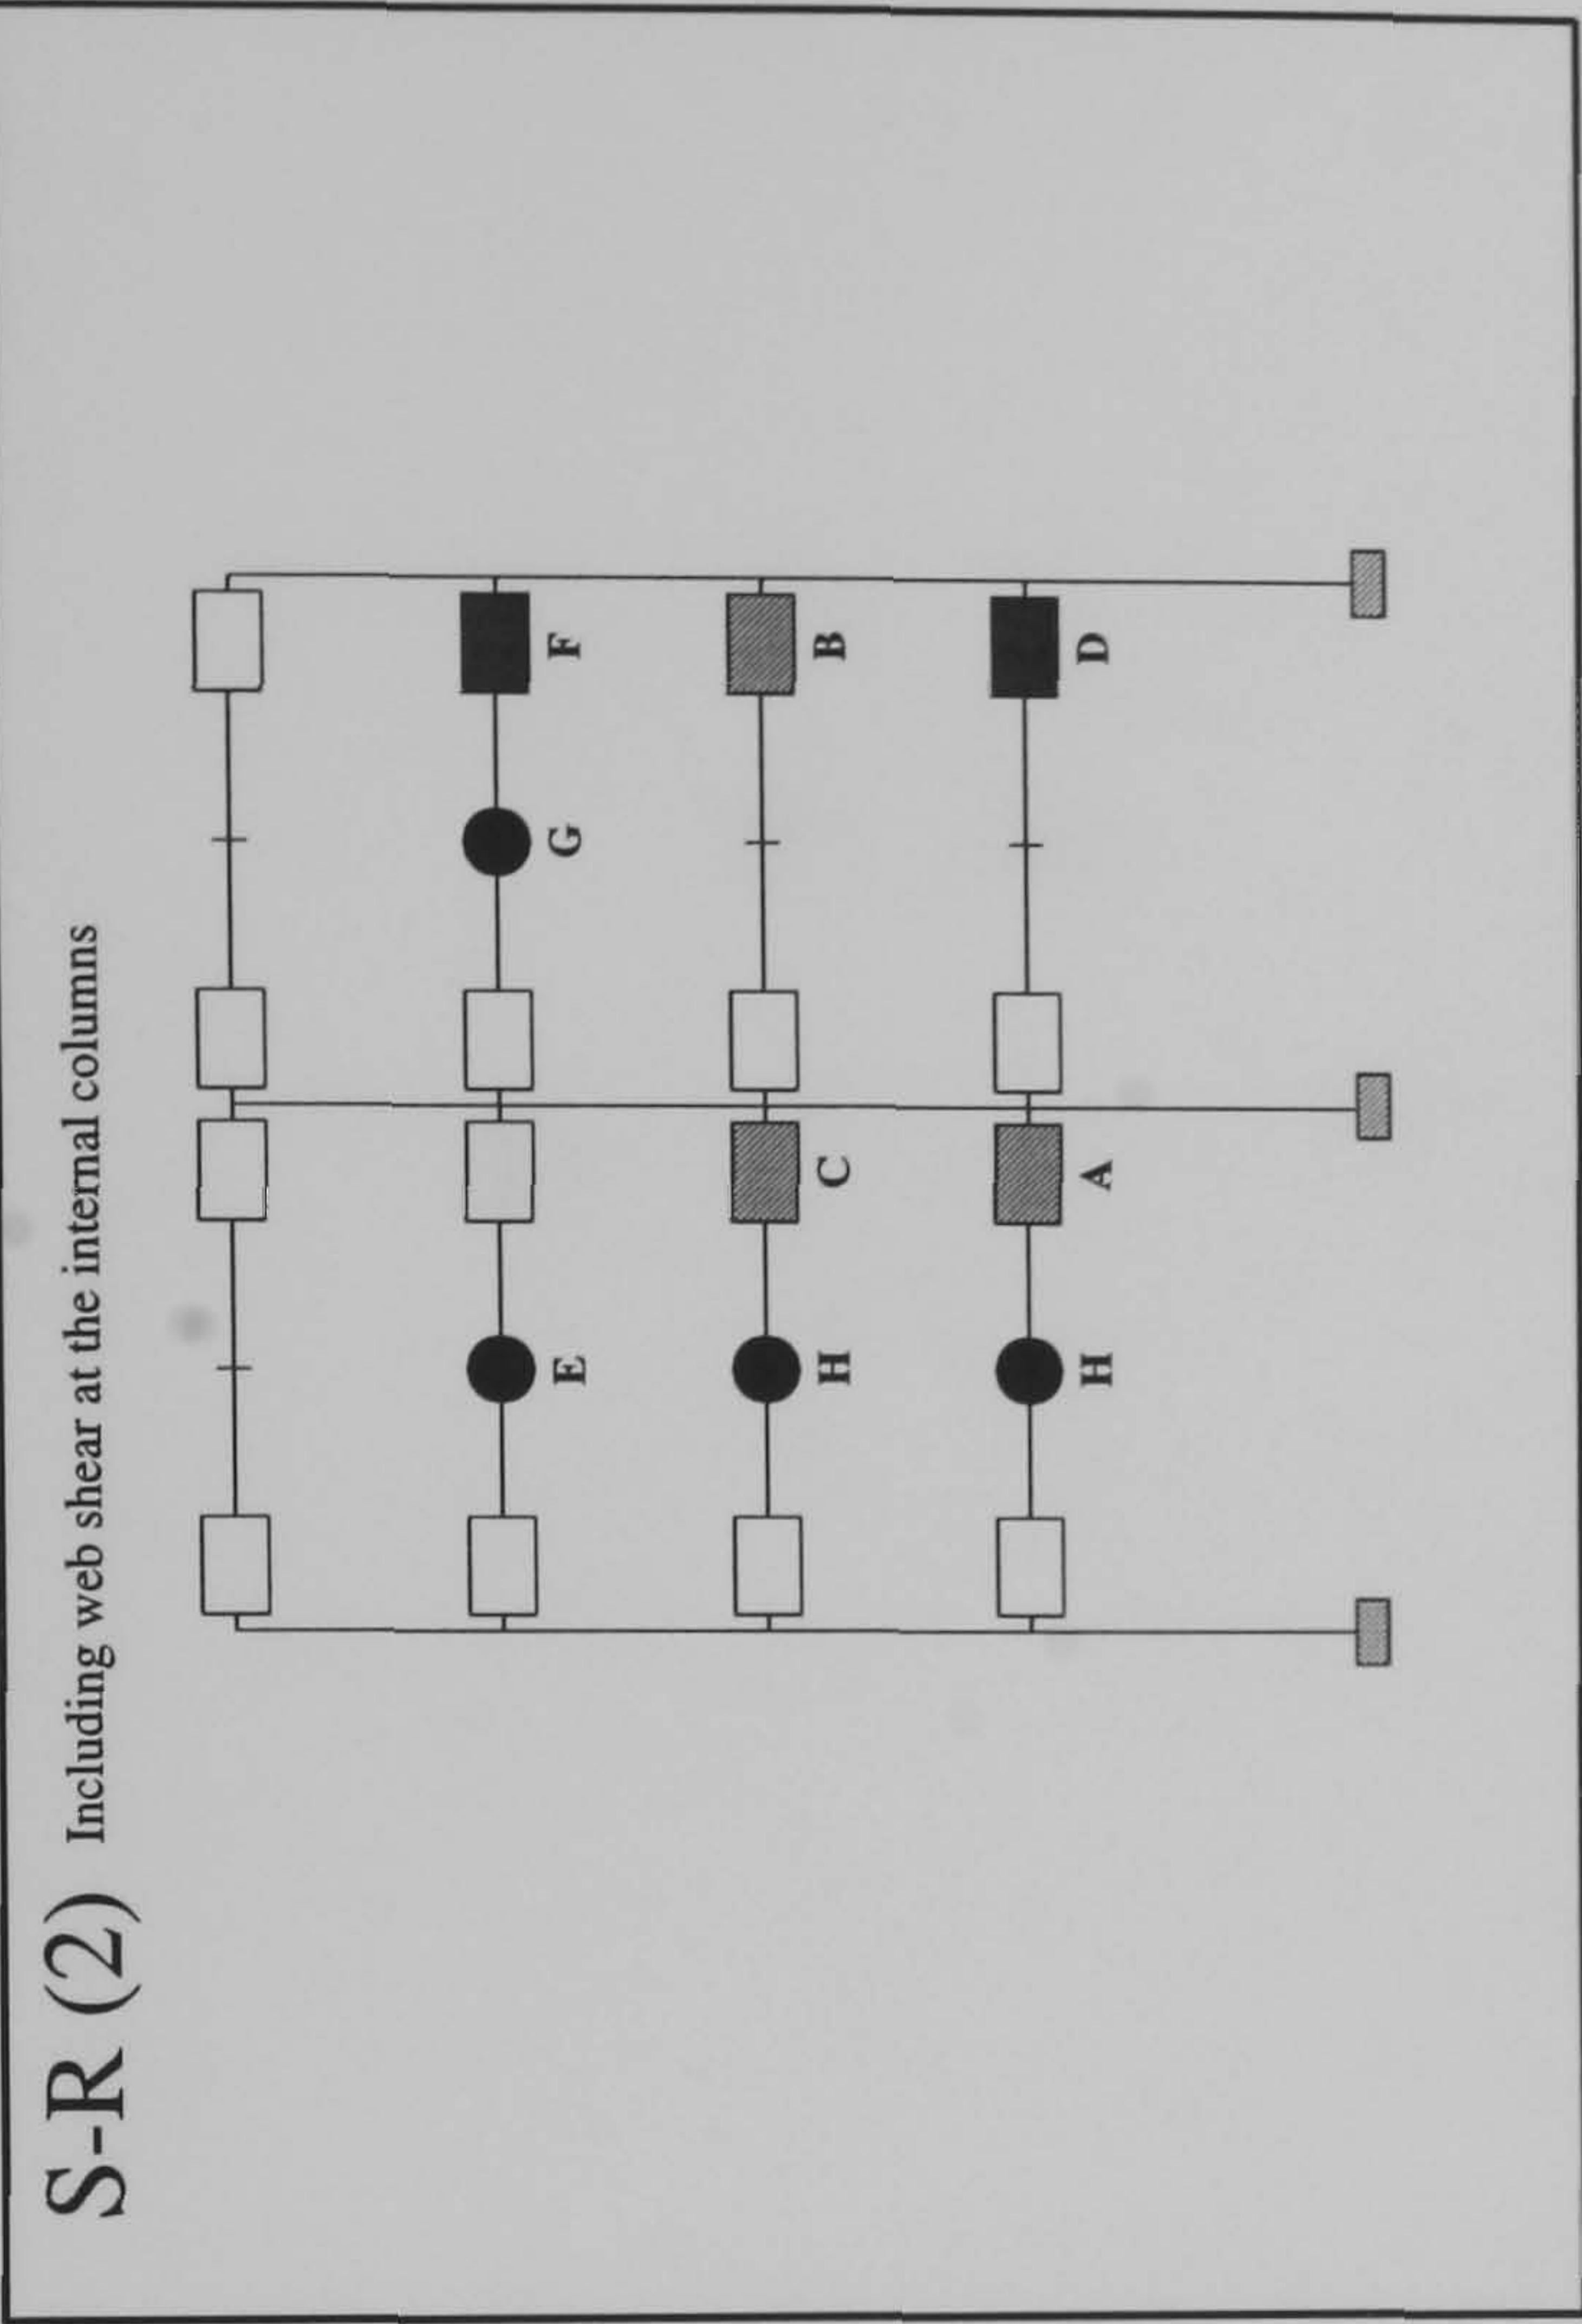 S-R (2) Including web shear at the internal columns
E G F
H C B
H A D